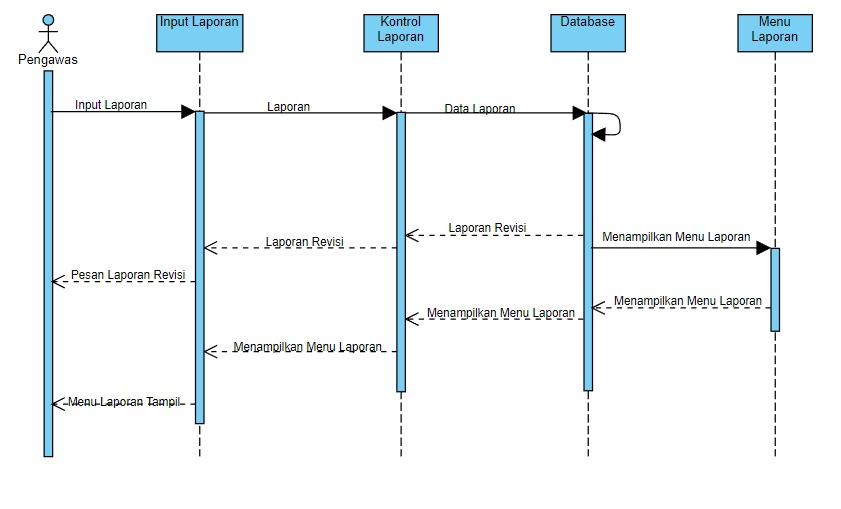 Input Laporan
Kontrol
Laporan
Database
Menu
Laporan
Pengawas
Input Laporan
Laporan
Data Laporan
Laporan Revisi
Menampilkan Menu Laporan
Laporan Revisi
Pesan Laporan Revisi
Menampilkan Menu Laporan
Menampilkan Menu Laporan
Menampilkan Menu Laporan
Menu Laporan Tampil